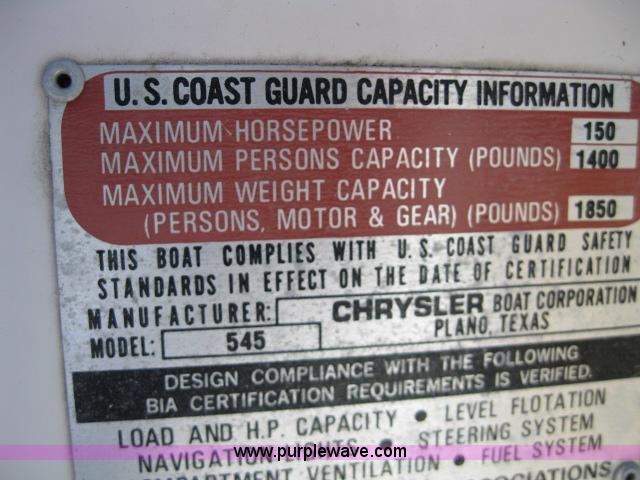 U.S. COAST GUARD CAPACITY INFORMATION
MAXIMUM HORSEPOWER 150
MAXIMUM PERSONS CAPACITY (POUNDS) 1400
MAXIMUM WEIGHT CAPACITY
(PERSONS, MOTOR & GEAR) (POUNDS) 1850
THIS BOAT COMPLIES WITH U.S. COAST GUARD SAFETY
STANDARDS IN EFFECT ON THE DATE OF CERTIFICATION
MANUFACTURER: CHRYSLER BOAT CORPORATION
PLANO, TEXAS
MODEL: 545
DESIGN COMPLIANCE WITH THE FOLLOWING
BIA CERTIFICATION REQUIREMENTS IS VERIFIED.
LOAD AND H.P. CAPACITY • LEVEL FLOTATION
NAVIGATION LIGHTS • STEERING SYSTEM
VENTILATION • FUEL SYSTEM
www.purplewave.com